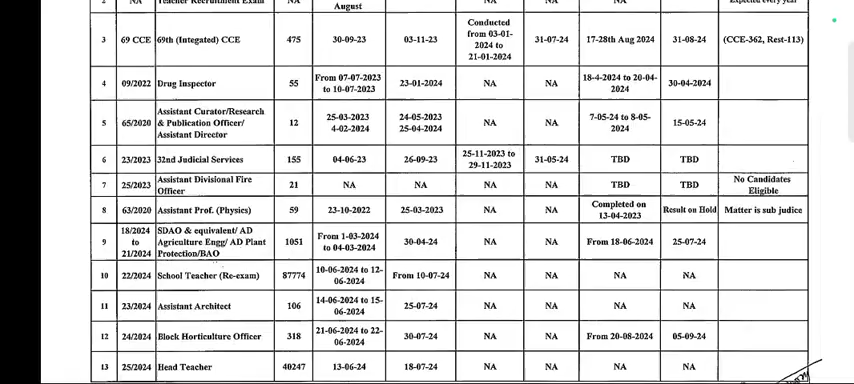 2 NA Teacher Recruitment Exam NA August NA NA NA Expected every year
3 69 CCE 69th (Integated) CCE 475 30-09-23 03-11-23 Conducted from 03-01-2024 to 21-01-2024 31-07-24 17-28th Aug 2024 31-08-24 (CCE-362, Rest-113)
4 09/2022 Drug Inspector 55 From 07-07-2023 to 10-07-2023 23-01-2024 NA NA 18-4-2024 to 20-04-2024 30-04-2024
5 65/2020 Assistant Curator/Research & Publication Officer/ Assistant Director 12 25-03-2023 4-02-2024 24-05-2023 25-04-2024 NA NA 7-05-24 to 8-05-2024 15-05-24
6 23/2023 32nd Judicial Services 155 04-06-23 26-09-23 25-11-2023 to 29-11-2023 31-05-24 TBD TBD
7 25/2023 Assistant Divisional Fire Officer 21 NA NA NA NA TBD TBD No Candidates Eligible
8 63/2020 Assistant Prof. (Physics) 59 23-10-2022 25-03-2023 NA NA Completed on 13-04-2023 Result on Hold Matter is sub judice
9 18/2024 to 21/2024 SDAO & equivalent/ AD Agriculture Engg/ AD Plant Protection/BAO 1051 From 1-03-2024 to 04-03-2024 30-04-24 NA NA From 18-06-2024 25-07-24
10 22/2024 School Teacher (Re-exam) 87774 10-06-2024 to 12-06-2024 From 10-07-24 NA NA NA NA
11 23/2024 Assistant Architect 106 14-06-2024 to 15-06-2024 25-07-24 NA NA NA NA
12 24/2024 Block Horticulture Officer 318 21-06-2024 to 22-06-2024 30-07-24 NA NA From 20-08-2024 05-09-24
13 25/2024 Head Teacher 40247 13-06-24 18-07-24 NA NA NA NA